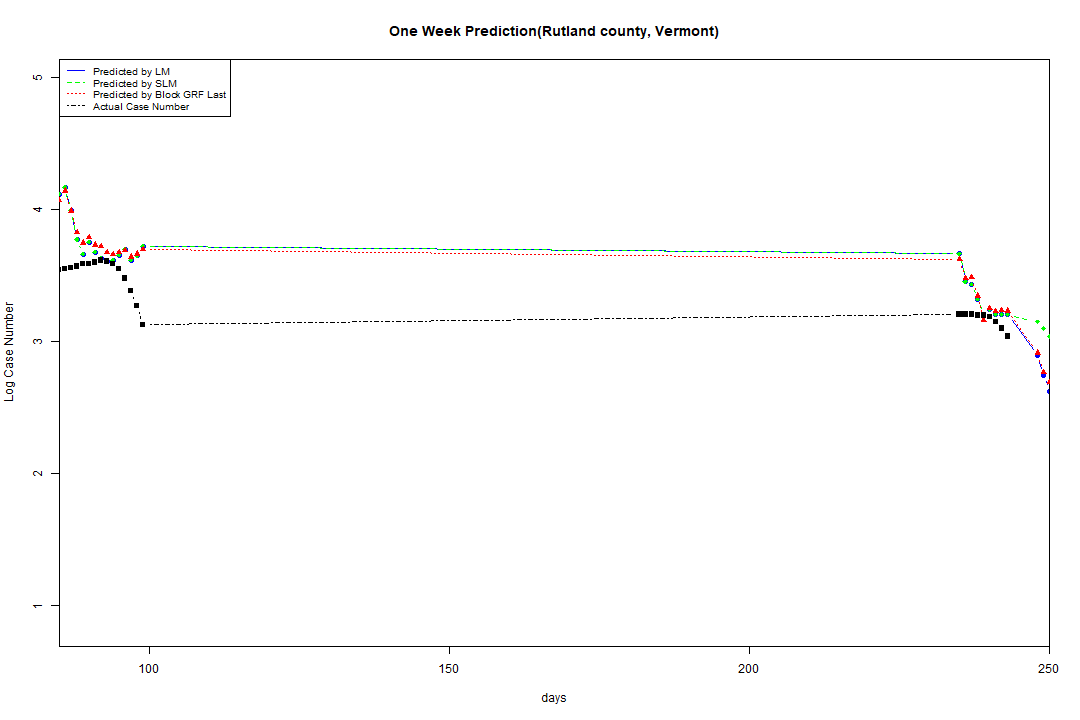 One Week Prediction(Rutland county, Vermont)
Predicted by LM
Predicted by SLM
Predicted by Block GRF Last
Actual Case Number
5
4
3
2
1
Log Case Number
100
150
200
250
days